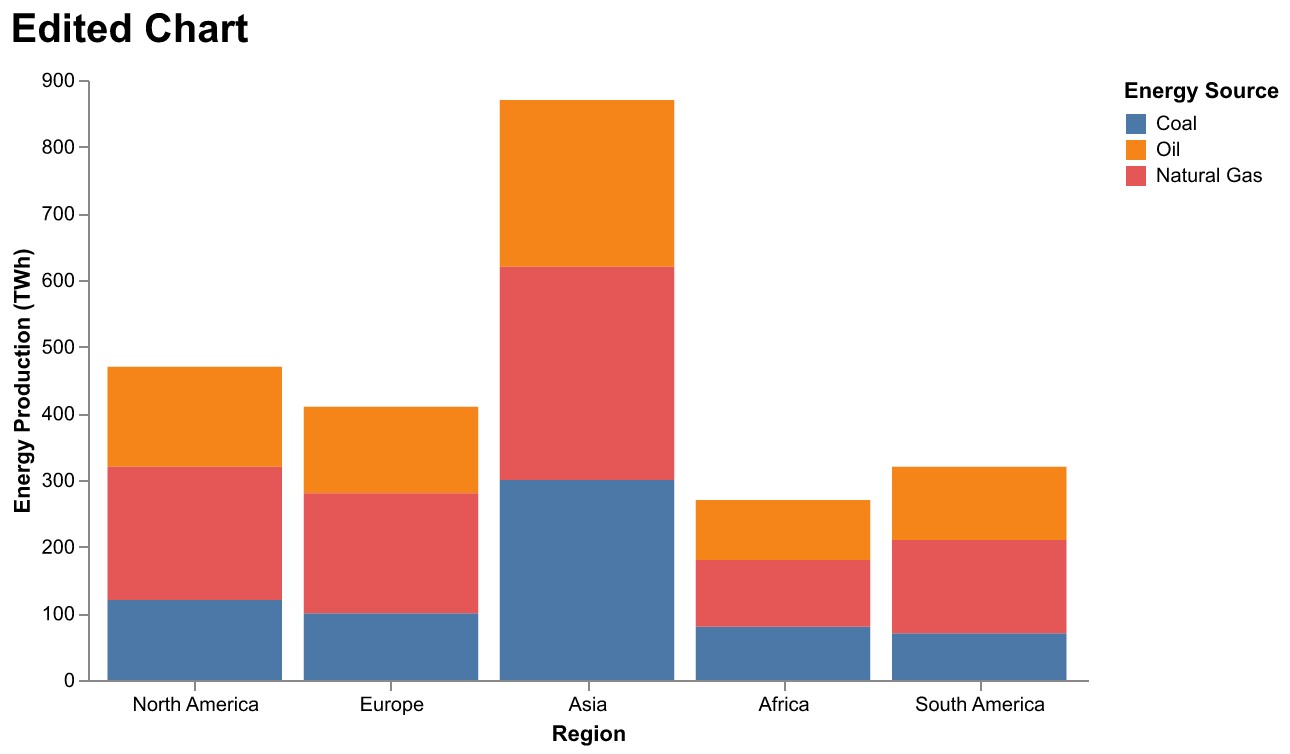 Edited Chart
Energy Production (TWh)
900
800
700
600
500
400
300
200
100
0
North America
Europe
Asia
Africa
South America
Region
Energy Source
Coal
Oil
Natural Gas